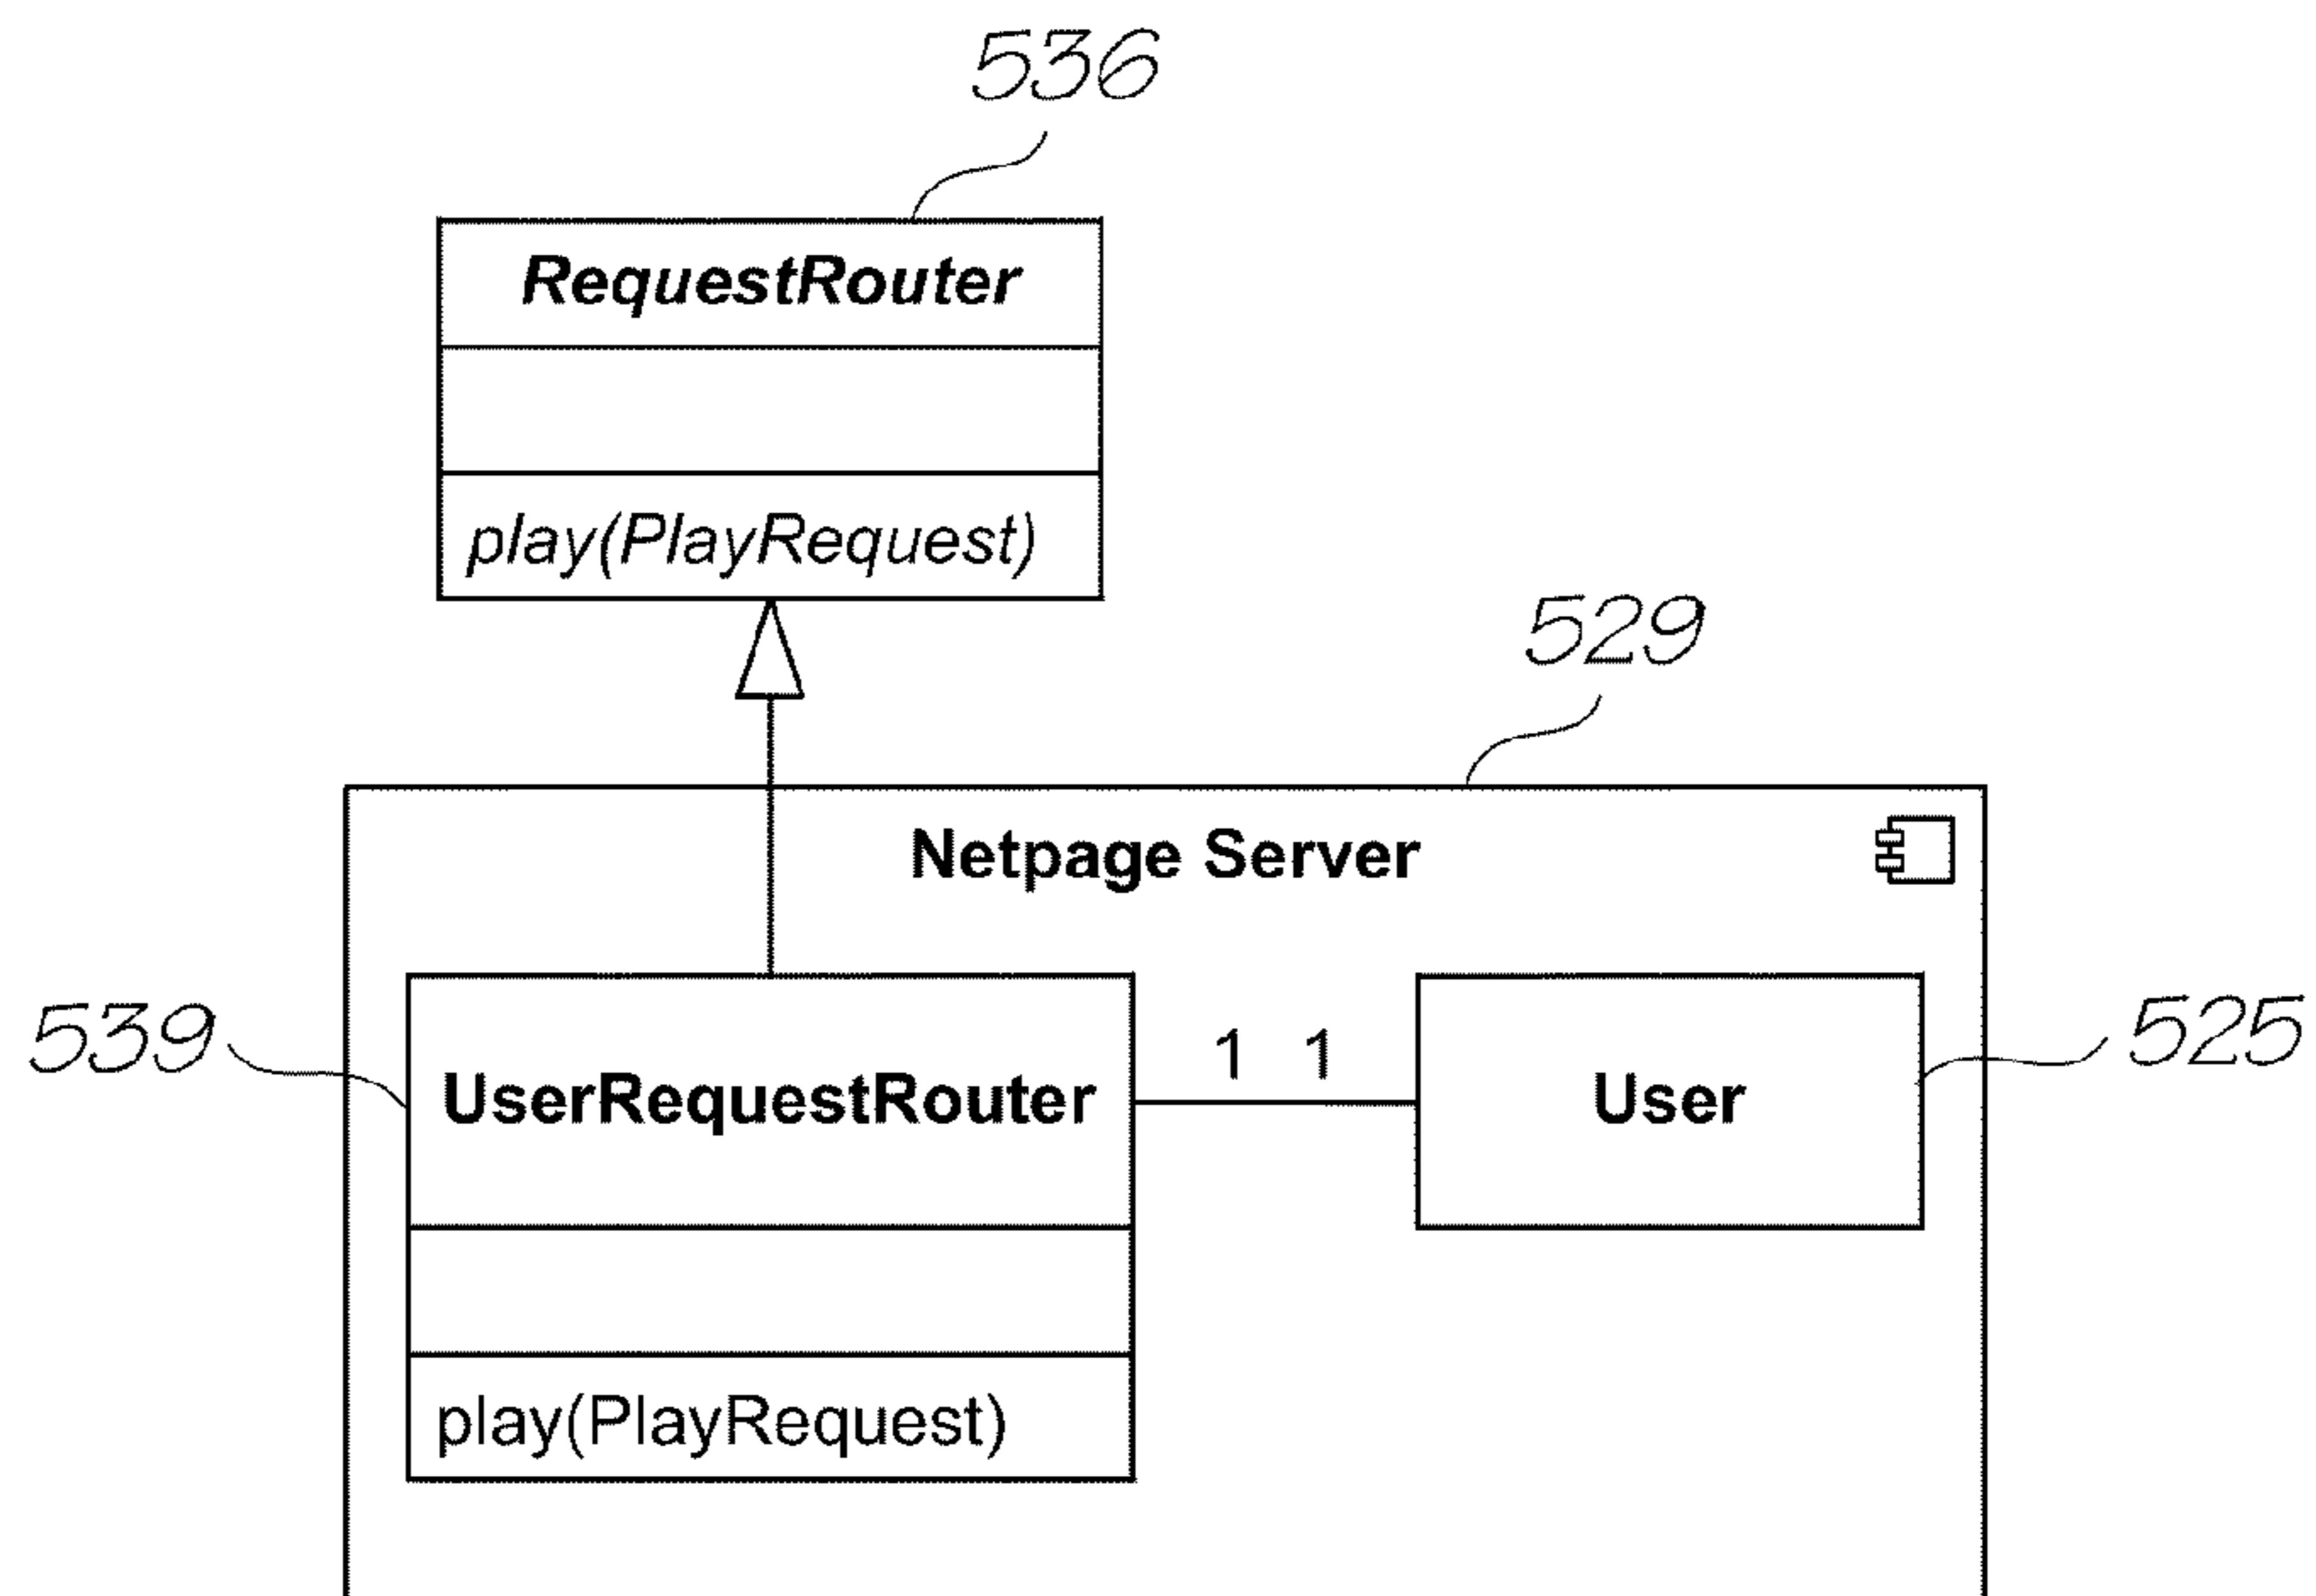 536
RequestRouter
play(PlayRequest)
529
Netpage Server
539
UserRequestRouter
1 1
User
525
play(PlayRequest)